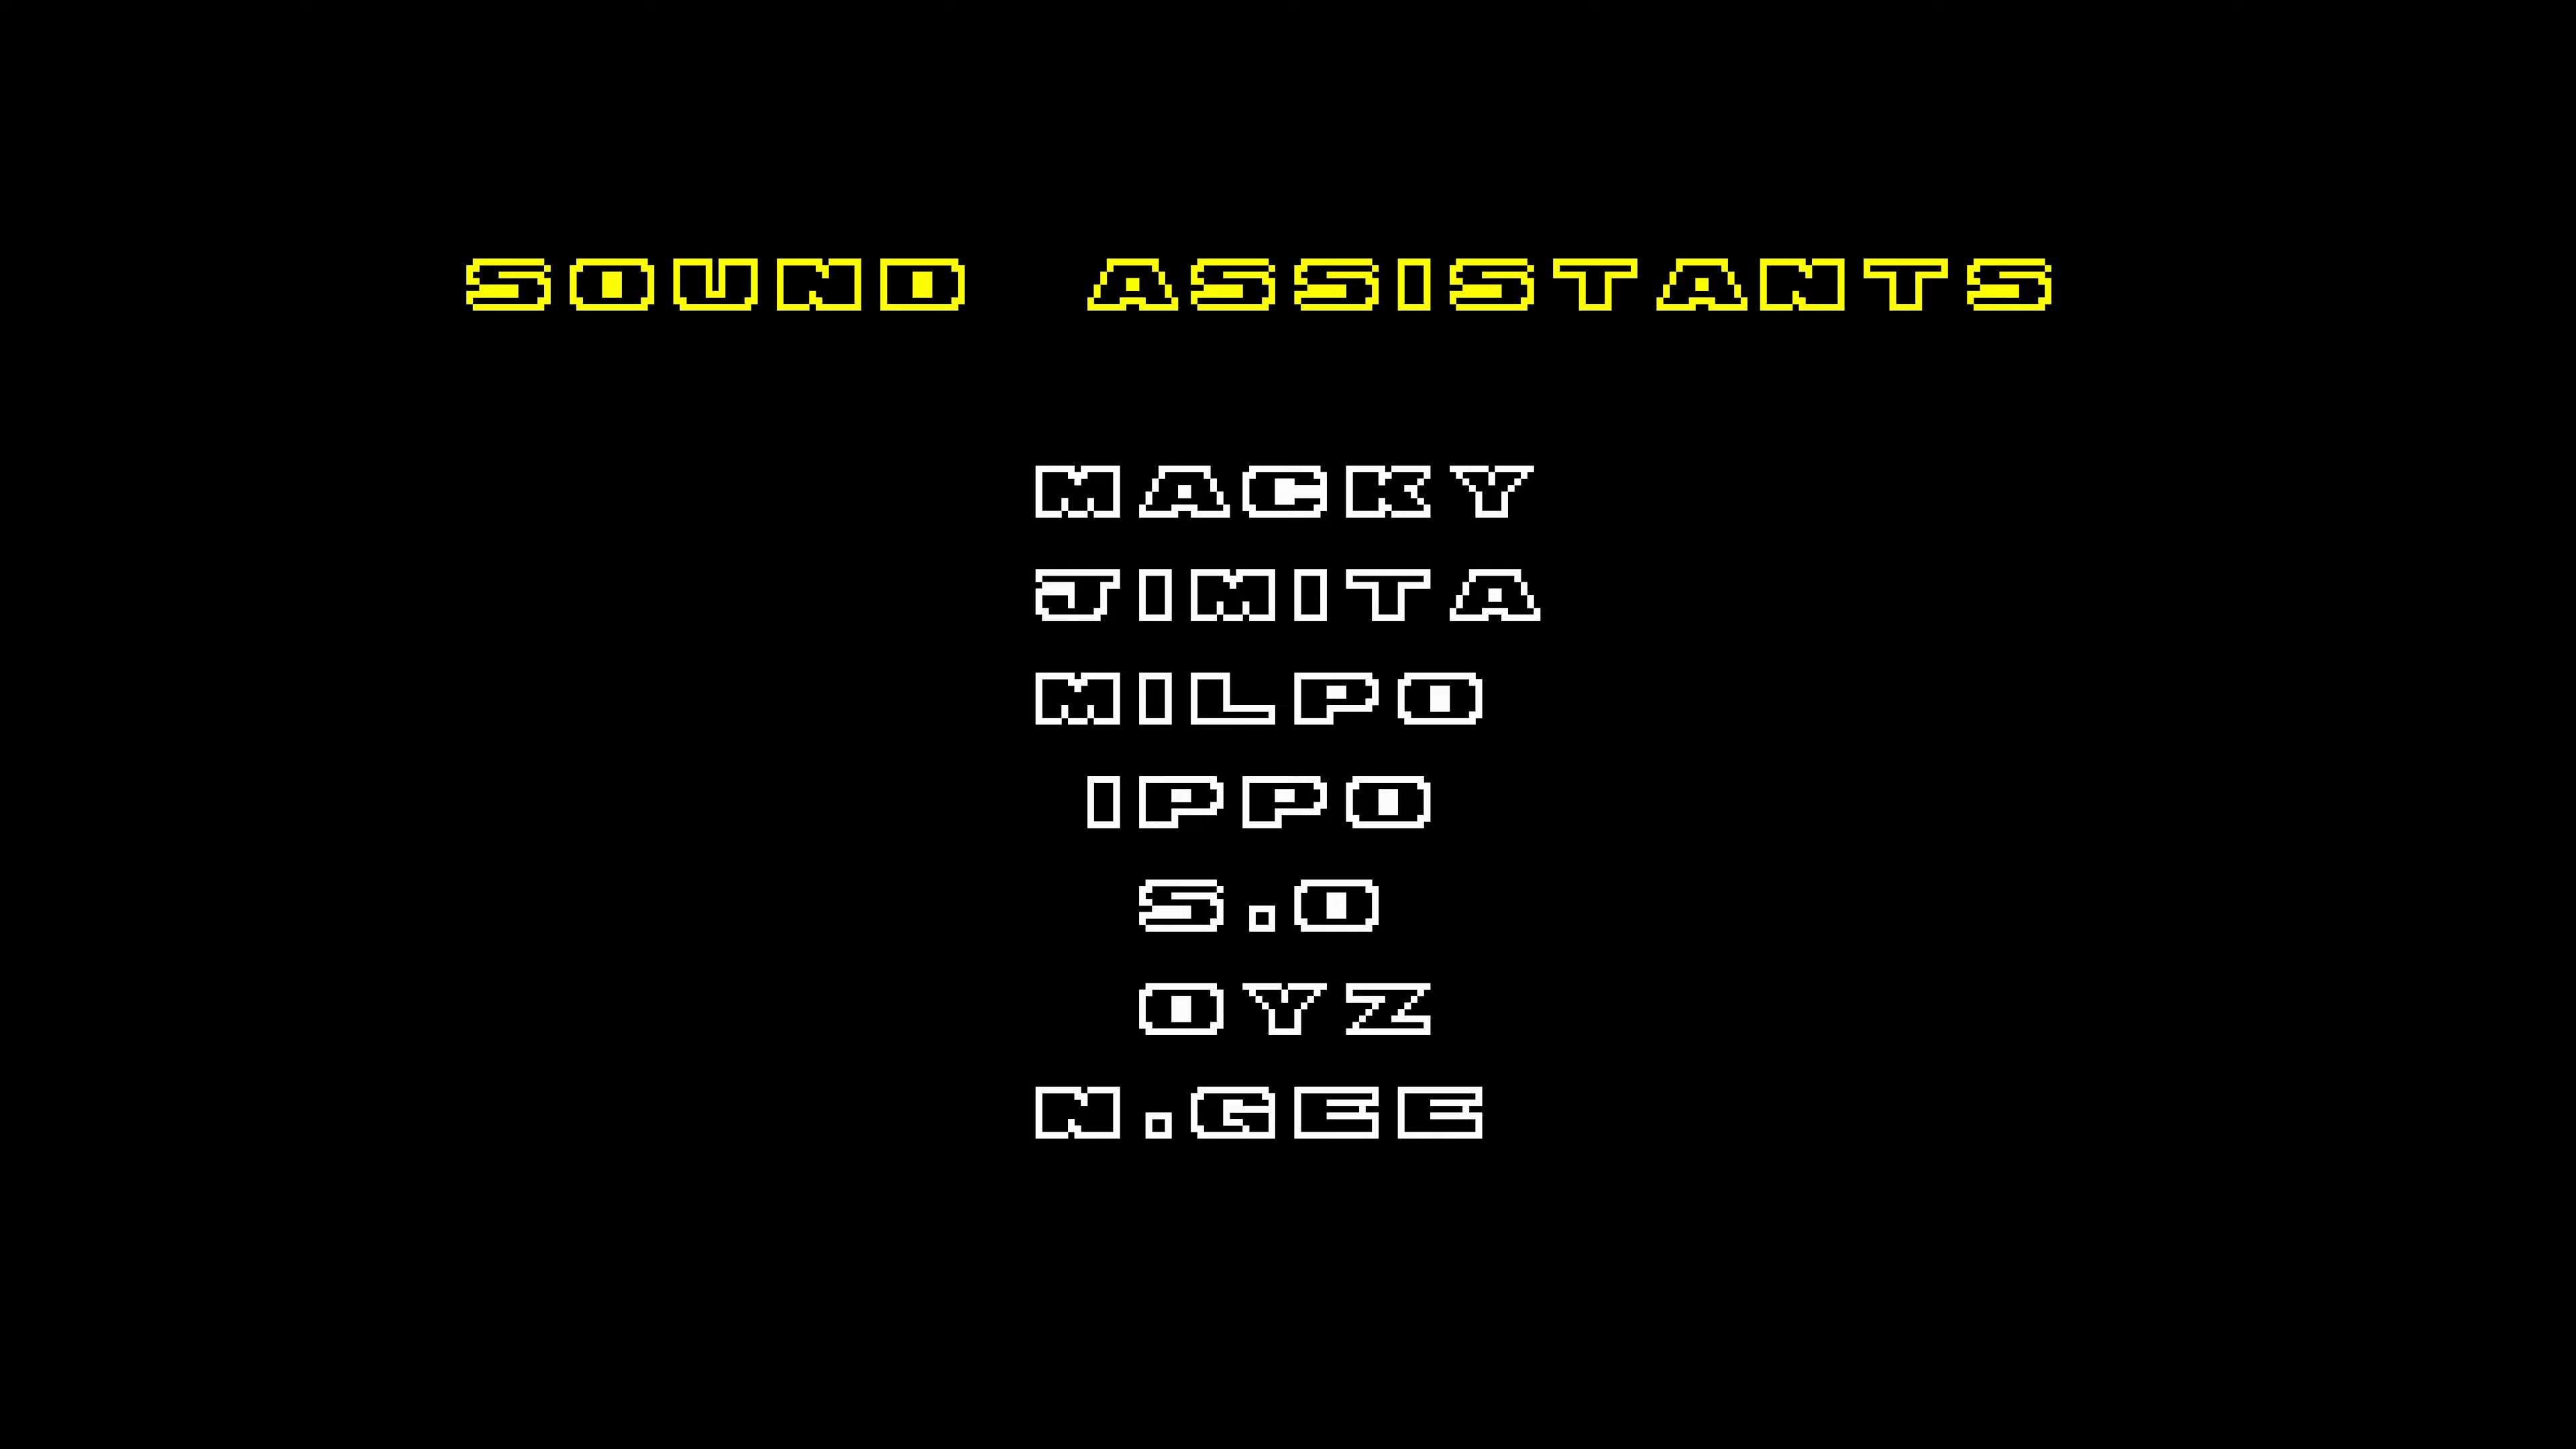 SOUND ASSISTANTS
MACKY
JIMITA
MILPO
IPPO
S.O
OYZ
N.GEE